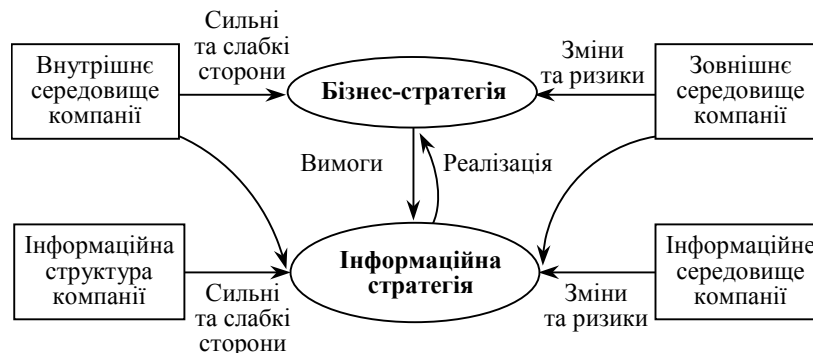 Сильні
та слабкі
сторони
Зміни
та ризики
Внутрішнє
середовище
компанії
Бізнес-стратегія
Зовнішнє
середовище
компанії
Вимоги
Реалізація
Інформаційна
структура
компанії
Інформаційна
стратегія
Інформаційне
середовище
компанії
Сильні
та слабкі
сторони
Зміни
та ризики